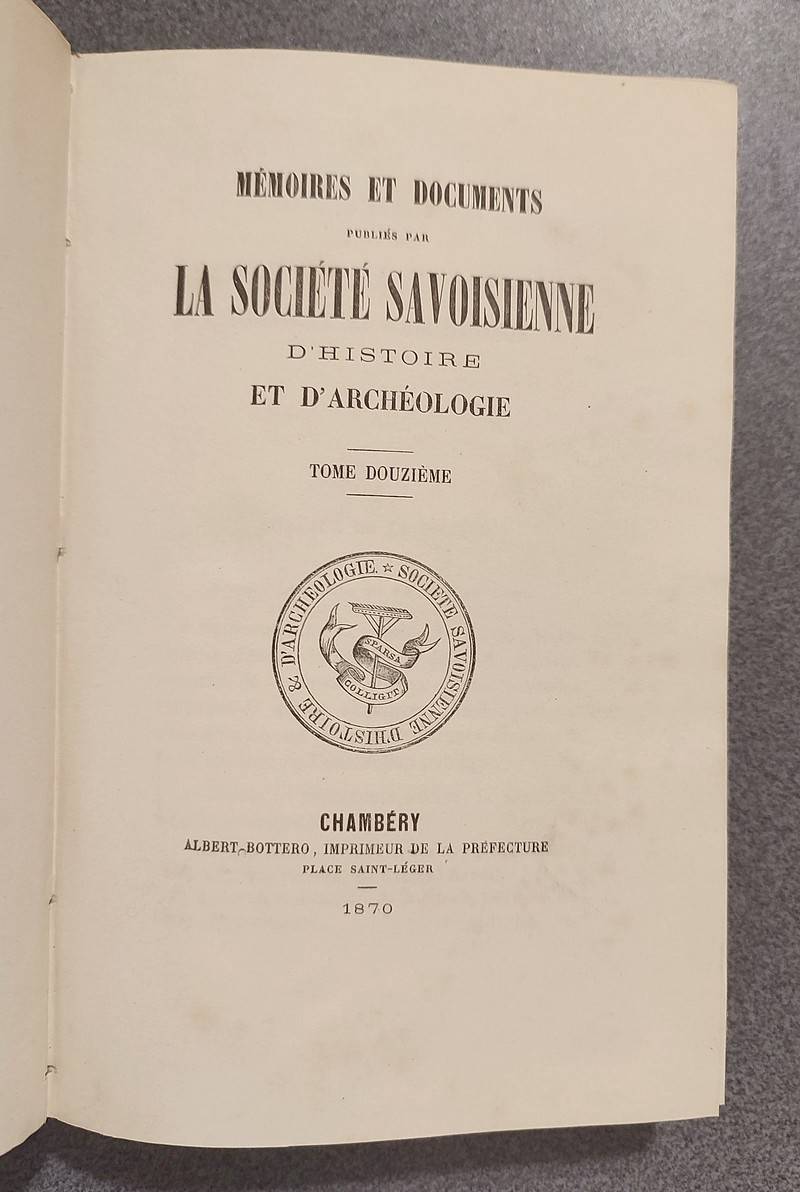 MÉMOIRES ET DOCUMENTS
PUBLIÉS PAR
LA SOCIÉTÉ SAVOISIENNE
D'HISTOIRE
ET D'ARCHÉOLOGIE
TOME DOUZIÈME
SOCIÉTÉ SAVOISIENNE D'HISTOIRE & D'ARCHÉOLOGIE.
SPARSA
COLLIGIT
CHAMBÉRY
ALBERT-BOTTERO, IMPRIMEUR DE LA PRÉFECTURE
PLACE SAINT-LÉGER
1870